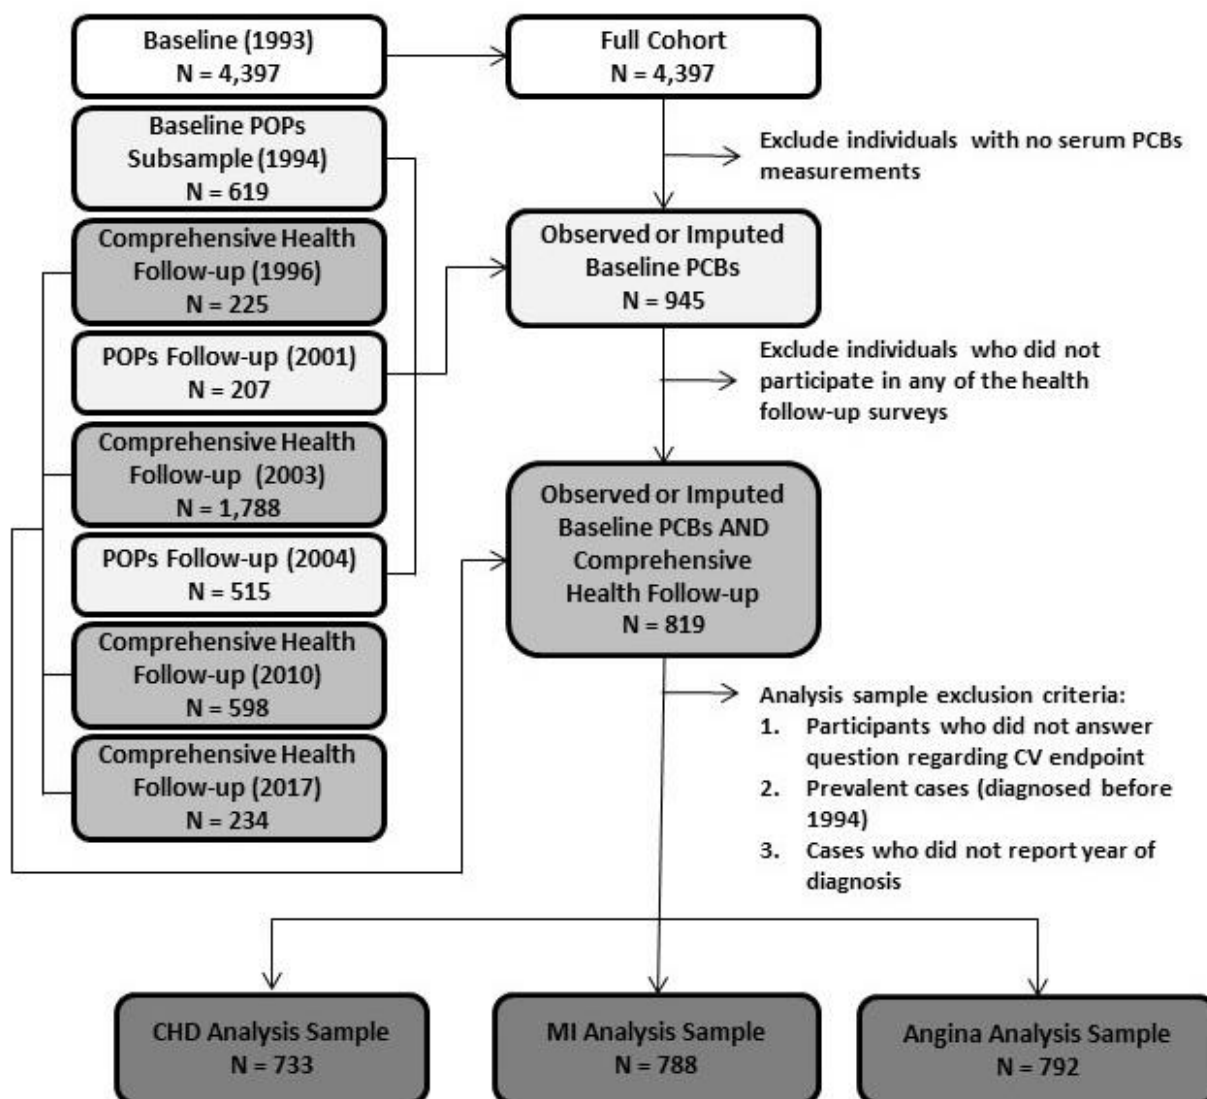 Baseline (1993)
N = 4,397
Full Cohort
N = 4,397
Baseline POPs
Subsample (1994)
N = 619
Exclude individuals with no serum PCBs
measurements
Comprehensive Health
Follow-up (1996)
N = 225
Observed or Imputed
Baseline PCBs
N = 945
POPs Follow-up (2001)
N = 207
Exclude individuals who did not
participate in any of the health
follow-up surveys
Comprehensive Health
Follow-up (2003)
N = 1,788
Observed or Imputed
Baseline PCBs AND
Comprehensive
Health Follow-up
N = 819
POPs Follow-up (2004)
N = 515
Comprehensive Health
Follow-up (2010)
N = 598
Comprehensive Health
Follow-up (2017)
N = 234
Analysis sample exclusion criteria:
1. Participants who did not answer
question regarding CV endpoint
2. Prevalent cases (diagnosed before
1994)
3. Cases who did not report year of
diagnosis
CHD Analysis Sample
N = 733
MI Analysis Sample
N = 788
Angina Analysis Sample
N = 792